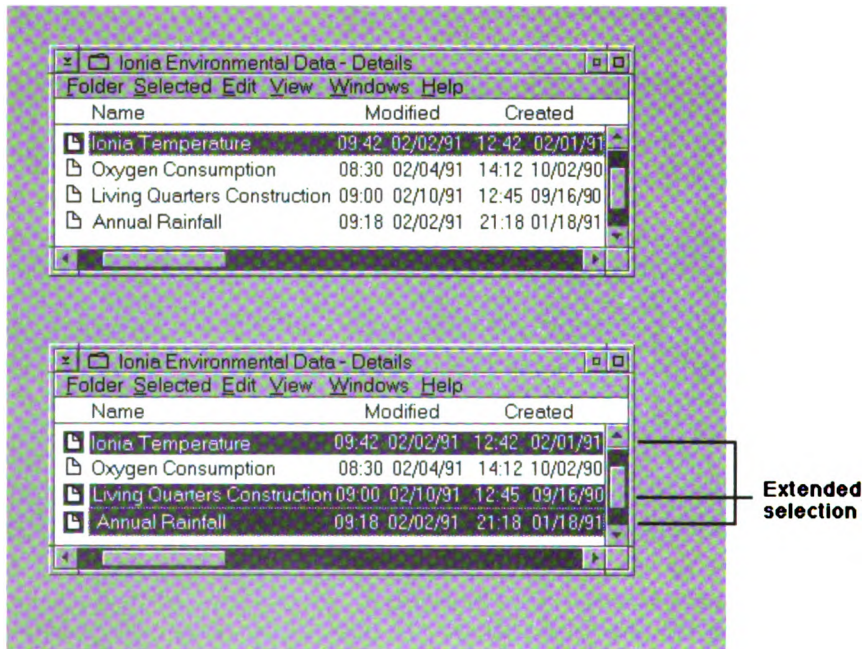 Ionia Environmental Data - Details
Folder Selected Edit View Windows Help
Name Modified Created
Ionia Temperature 09:42 02/02/91 12:42 02/01/91
Oxygen Consumption 08:30 02/04/91 14:12 10/02/90
Living Quarters Construction 09:00 02/10/91 12:45 09/16/90
Annual Rainfall 09:18 02/02/91 21:18 01/18/91
Ionia Environmental Data - Details
Folder Selected Edit View Windows Help
Name Modified Created
Ionia Temperature 09:42 02/02/91 12:42 02/01/91
Oxygen Consumption 08:30 02/04/91 14:12 10/02/90
Living Quarters Construction 09:00 02/10/91 12:45 09/16/90
Annual Rainfall 09:18 02/02/91 21:18 01/18/91
Extended
selection